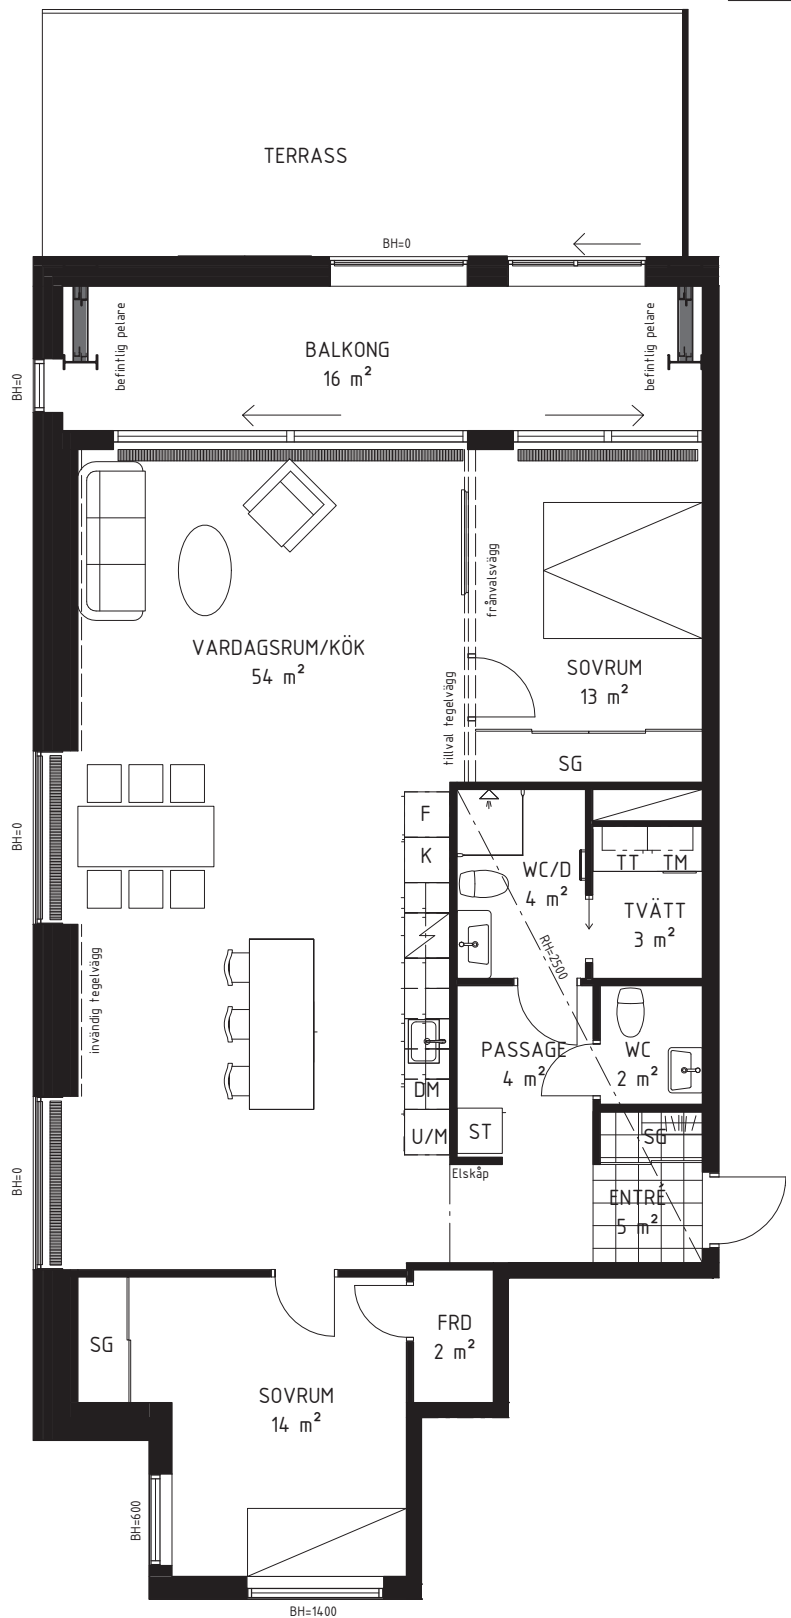 TERRASS
BH=0
befintlig pelare
befintlig pelare
BALKONG
16 m²
BH=0
frånvalsvägg
VARDAGSRUM/KÖK
54 m²
SOVRUM
13 m²
tillval tegelvägg
SG
F
K
WC/D
4 m²
TT TM
TVÄTT
3 m²
BH=0
invändig tegelvägg
RH=2500
PASSAGE
4 m²
WC
2 m²
DM
U/M
ST
SG
Elskåp
ENTRÉ
5 m²
BH=0
FRD
2 m²
SG
SOVRUM
14 m²
BH=600
BH=1400